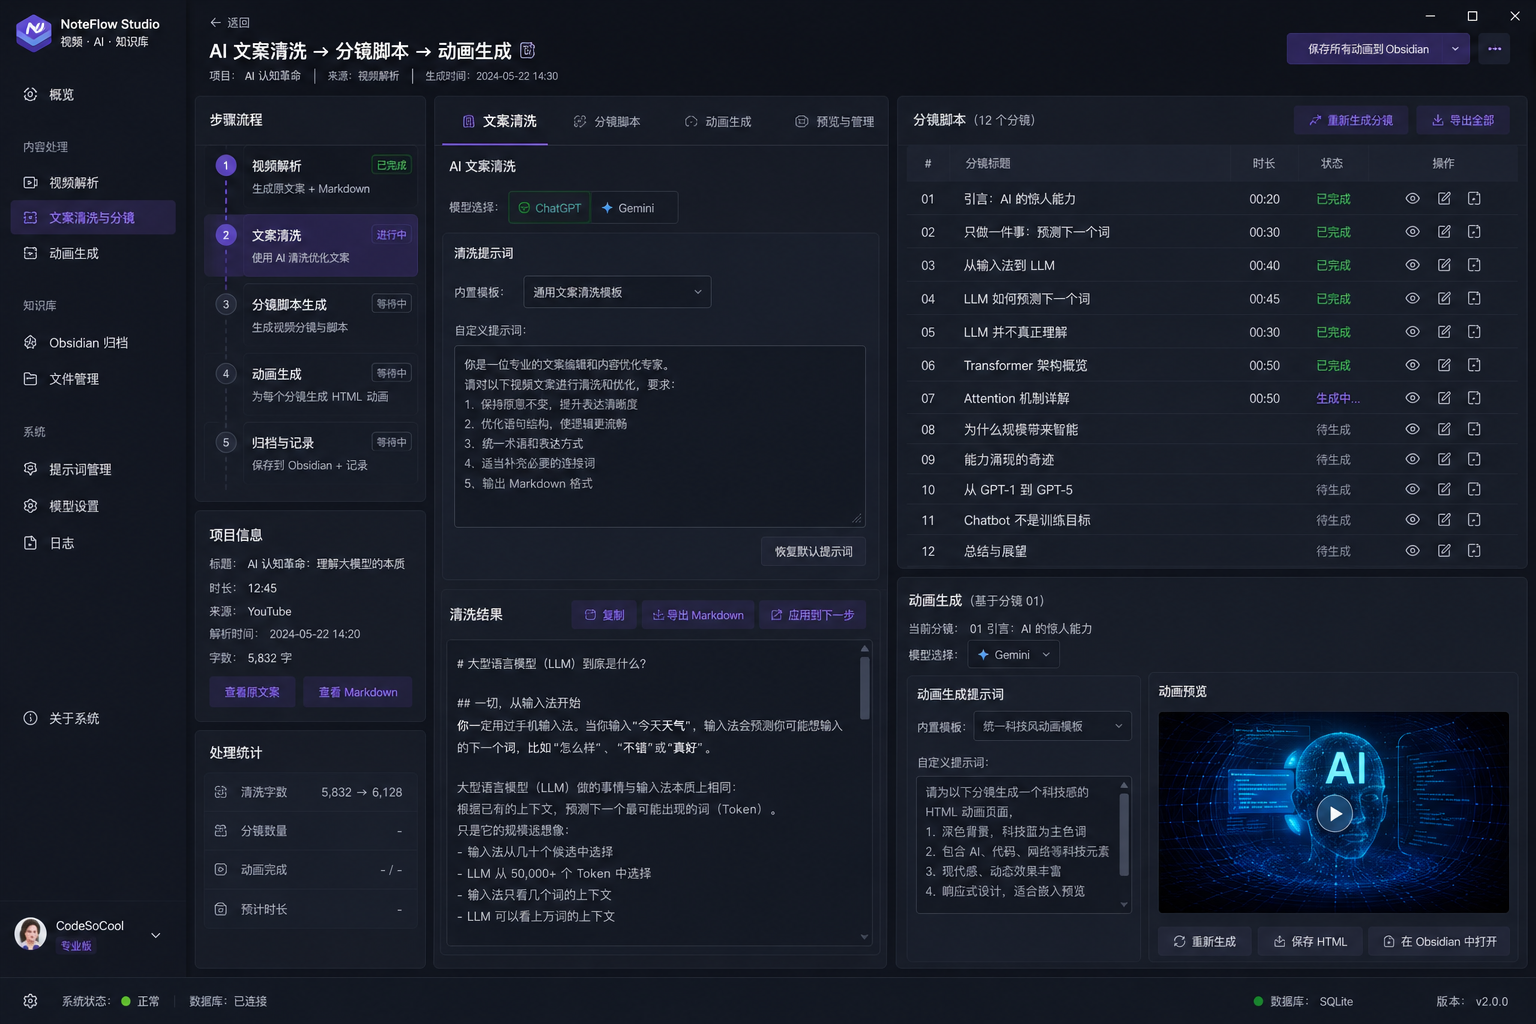 NoteFlow Studio
视频 · AI · 知识库
概览
内容处理
视频解析
文案清洗与分镜
动画生成
知识库
Obsidian 归档
文件管理
系统
提示词管理
模型设置
日志
关于系统
CodeSoCool
专业版
← 返回
AI 文案清洗 → 分镜脚本 → 动画生成
项目： AI 认知革命 | 来源：视频解析 | 生成时间：2024-05-22 14:30
保存所有动画到 Obsidian
步骤流程
1 视频解析 已完成
生成原文案 + Markdown
2 文案清洗 进行中
使用 AI 清洗优化文案
3 分镜脚本生成 等待中
生成视频分镜与脚本
4 动画生成 等待中
为每个分镜生成 HTML 动画
5 归档与记录 等待中
保存到 Obsidian + 记录
项目信息
标题： AI 认知革命：理解大模型的本质
时长： 12:45
来源： YouTube
解析时间： 2024-05-22 14:20
字数： 5,832 字
查看原文案 查看 Markdown
处理统计
清洗字数 5,832 → 6,128
分镜数量 -
动画完成 - / -
预计时长 -
文案清洗 分镜脚本 动画生成 预览与管理
AI 文案清洗
模型选择： ChatGPT Gemini
清洗提示词
内置模板： 通用文案清洗模板
自定义提示词：
你是一位专业的文案编辑和内容优化专家。
请对以下视频文案进行清洗和优化，要求：
1. 保持原意不变，提升表达清晰度
2. 优化语句结构，使逻辑更流畅
3. 统一术语和表达方式
4. 适当补充必要的连接词
5. 输出 Markdown 格式
恢复默认提示词
清洗结果
复制 导出 Markdown 应用到下一步
# 大型语言模型（LLM）到底是什么？
## 一切，从输入法开始
你一定用过手机输入法。当你输入"今天天气"，输入法会预测你可能想输入
的下一个词，比如"怎么样"、"不错"或"真好"。
大型语言模型（LLM）做的事情与输入法本质上相同：
根据已有的上下文，预测下一个最可能出现的词（Token）。
只是它的规模远想像：
- 输入法从几十个候选中选择
- LLM 从 50,000+ 个 Token 中选择
- 输入法只看几个词的上下文
- LLM 可以看上万词的上下文
分镜脚本（12 个分镜）
重新生成分镜 导出全部
# 分镜标题 时长 状态 操作
01 引言：AI 的惊人能力 00:20 已完成
02 只做一件事：预测下一个词 00:30 已完成
03 从输入法到 LLM 00:40 已完成
04 LLM 如何预测下一个词 00:45 已完成
05 LLM 并不真正理解 00:30 已完成
06 Transformer 架构概览 00:50 已完成
07 Attention 机制详解 00:50 生成中...
08 为什么规模带来智能 待生成
09 能力涌现的奇迹 待生成
10 从 GPT-1 到 GPT-5 待生成
11 Chatbot 不是训练目标 待生成
12 总结与展望 待生成
动画生成（基于分镜 01）
当前分镜： 01 引言：AI 的惊人能力
模型选择： Gemini
动画生成提示词
内置模板： 统一科技风动画模板
自定义提示词：
请为以下分镜生成一个科技感的
HTML 动画页面，
1. 深色背景，科技蓝为主色调
2. 包含 AI、代码、网络等科技元素
3. 现代感、动态效果丰富
4. 响应式设计，适合嵌入预览
动画预览
AI
重新生成 保存 HTML 在 Obsidian 中打开
系统状态： 正常 | 数据库：已连接
数据库： SQLite 版本： v2.0.0